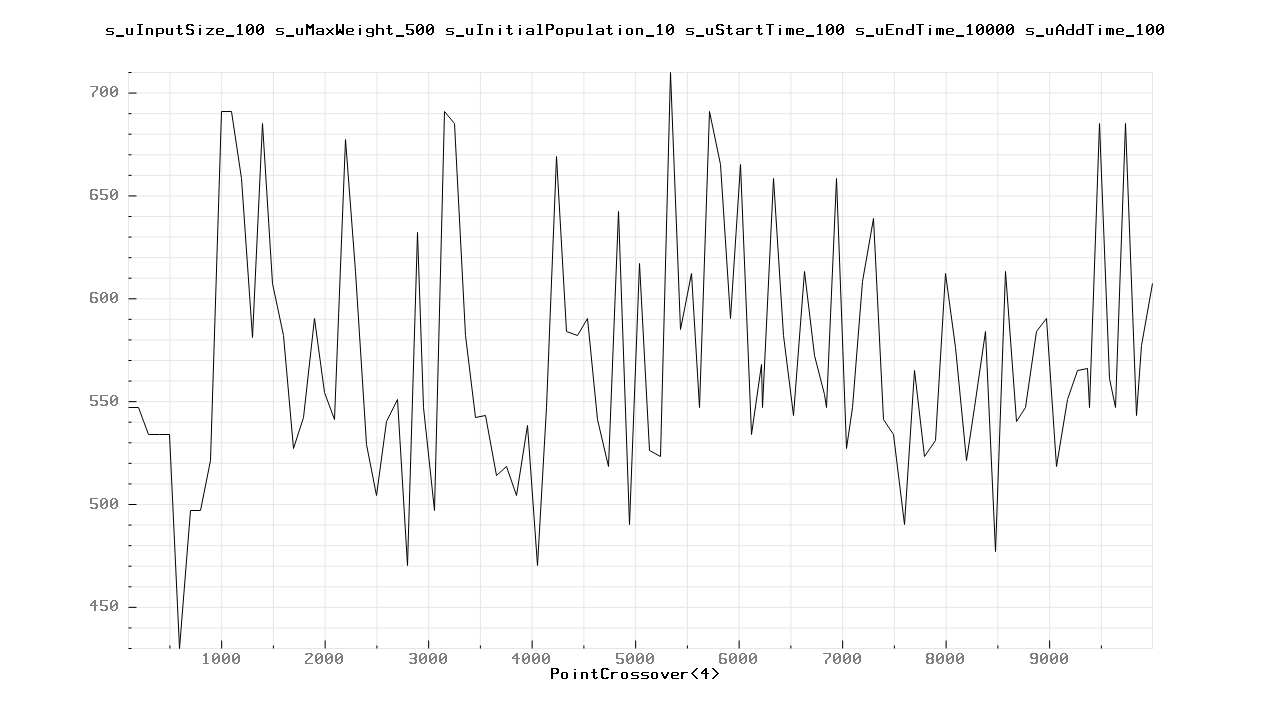 s_uInputSize_100 s_uMaxWeight_500 s_uInitialPopulation_10 s_uStartTime_100 s_uEndTime_10000 s_uAddTime_100
700
650
600
550
500
450
1000 2000 3000 4000 5000 6000 7000 8000 9000
PointCrossover<4>